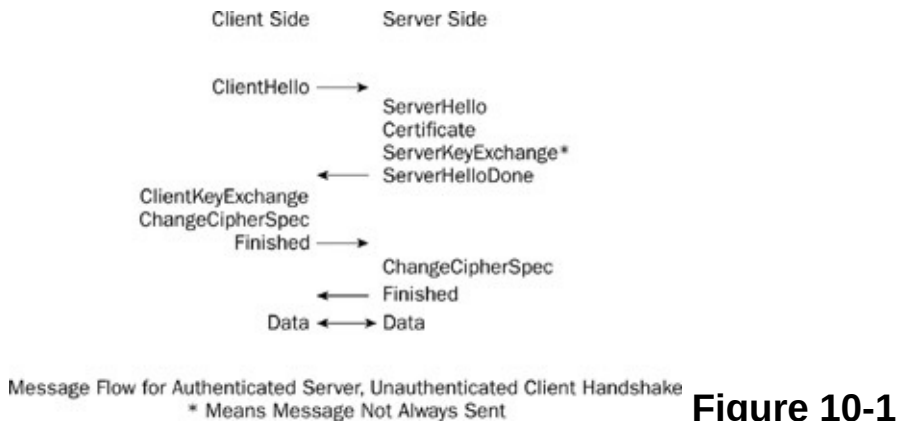 Client Side Server Side
ClientHello
ServerHello
Certificate
ServerKeyExchange*
ServerHelloDone
ClientKeyExchange
ChangeCipherSpec
Finished
ChangeCipherSpec
Finished
Data Data
Message Flow for Authenticated Server, Unauthenticated Client Handshake
* Means Message Not Always Sent
Figure 10-1